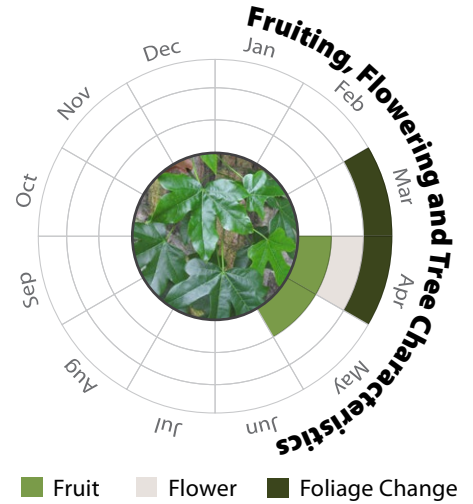 Fruiting, Flowering and Tree Characteristics
Jan
Feb
Mar
Apr
May
Jun
Jul
Aug
Sep
Oct
Nov
Dec
Fruit
Flower
Foliage Change